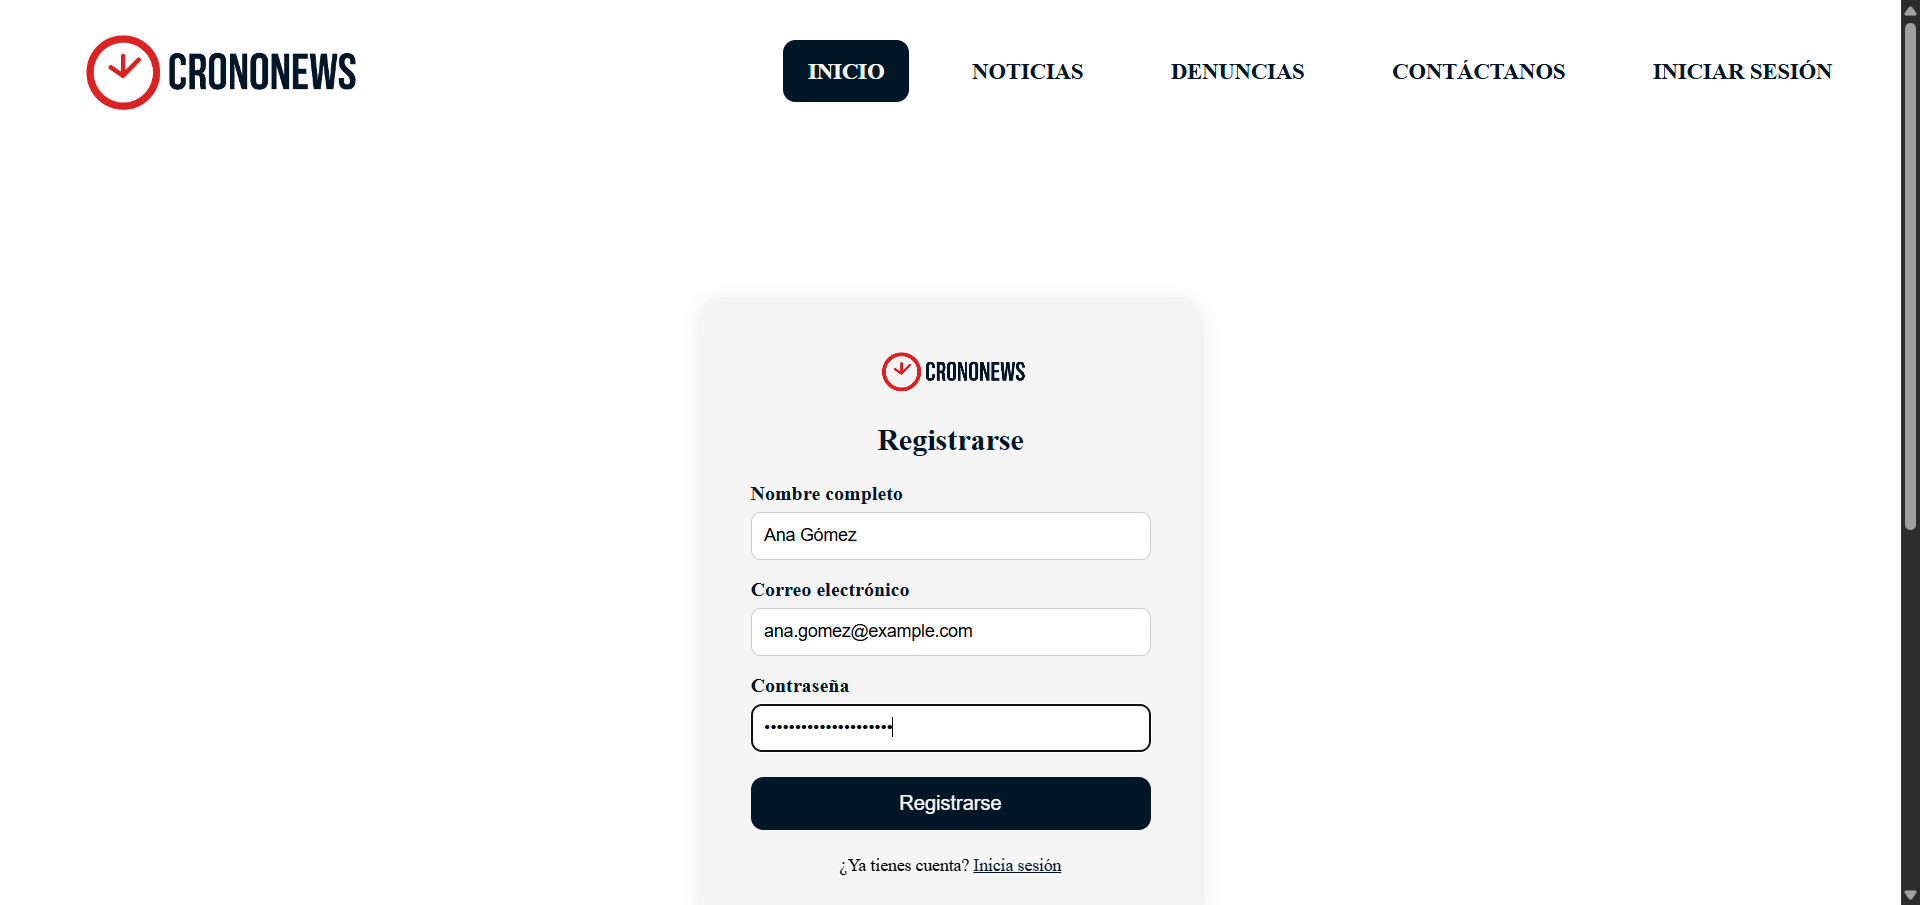 CRONONEWS
INICIO NOTICIAS DENUNCIAS CONTÁCTANOS INICIAR SESIÓN
CRONONEWS
Registrarse
Nombre completo
Ana Gómez
Correo electrónico
ana.gomez@example.com
Contraseña
•••••••••••••••••••••
Registrarse
¿Ya tienes cuenta? Inicia sesión